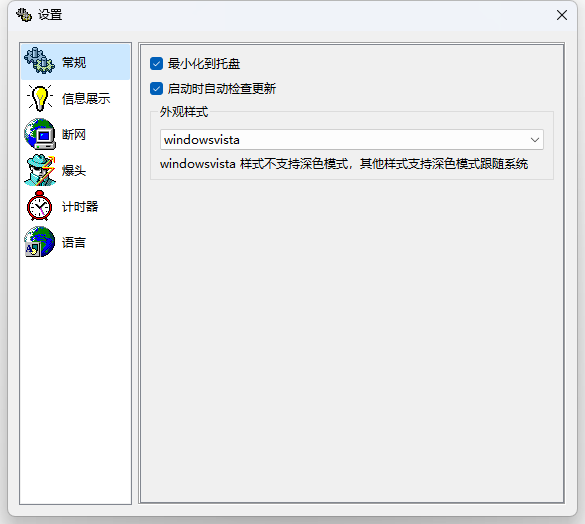 设置
常规
信息展示
断网
爆头
计时器
语言
最小化到托盘
启动时自动检查更新
外观样式
windowsvista
windowsvista 样式不支持深色模式，其他样式支持深色模式跟随系统